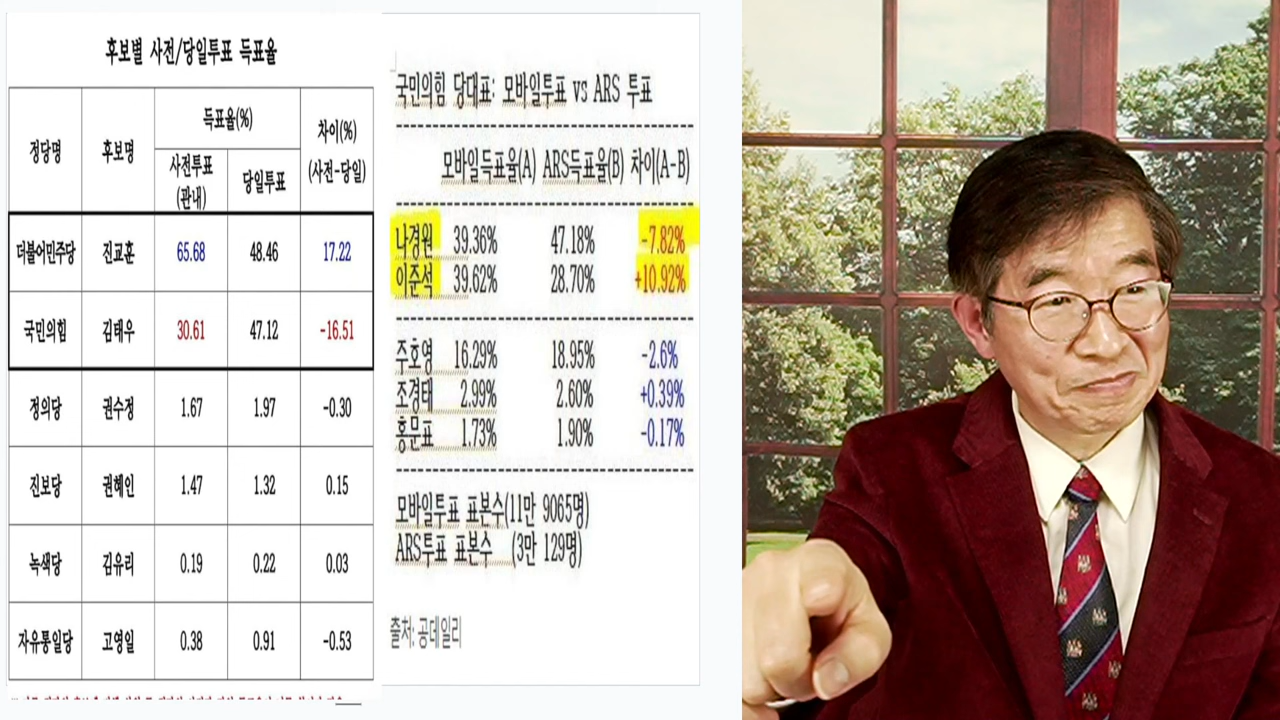 후보별 사전/당일투표 득표율
정당명 후보명 득표율(%) 차이(%)
(사전-당일)
사전투표
(관내) 당일투표
더불어민주당 진교훈 65.68 48.46 17.22
국민의힘 김태우 30.61 47.12 -16.51
정의당 권수정 1.67 1.97 -0.30
진보당 권혜인 1.47 1.32 0.15
녹색당 김유리 0.19 0.22 0.03
자유통일당 고영일 0.38 0.91 -0.53
국민의힘 당대표: 모바일투표 vs ARS 투표
모바일득표율(A) ARS득표율(B) 차이(A-B)
나경원 39.36% 47.18% -7.82%
이준석 39.62% 28.70% +10.92%
주호영 16.29% 18.95% -2.6%
조경태 2.99% 2.60% +0.39%
홍문표 1.73% 1.90% -0.17%
모바일투표 표본수(11만 9065명)
ARS투표 표본수 (3만 129명)
출처: 공데일리